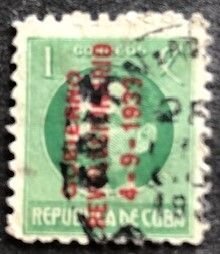 CORREOS
1
GOBIERNO
REVOLUCIONARIO
4-9-1933
REPUBLICA DE CUBA